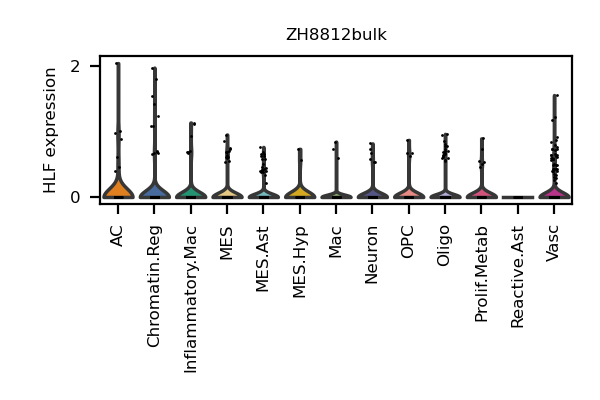 ZH8812bulk
HLF expression
2
0
AC
Chromatin.Reg
Inflammatory.Mac
MES
MES.Ast
MES.Hyp
Mac
Neuron
OPC
Oligo
Prolif.Metab
Reactive.Ast
Vasc